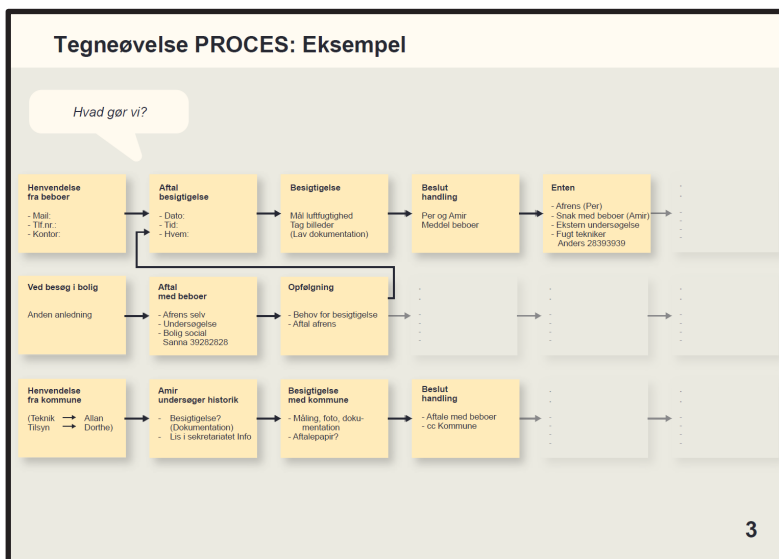 Tegneøvelse PROCES: Eksempel
Hvad gør vi?
Henvendelse
fra beboer
- Mail:
- Tlf.nr.:
- Kontor:
Aftal
besigtigelse
- Dato:
- Tid:
- Hvem:
Besigtigelse
Mål luftfugtighed
Tag billeder
(Lav dokumentation)
Beslut
handling
Per og Amir
Meddel beboer
Enten
- Afrens (Per)
- Snak med beboer (Amir)
- Ekstern undersøgelse
- Fugt tekniker
Anders 28393939
Ved besøg i bolig
Anden anledning
Aftal
med beboer
- Afrens selv
- Undersøgelse
- Bolig social
Sanna 39282828
Opfølgning
- Behov for besigtigelse
- Aftal afrens
Henvendelse
fra kommune
(Teknik → Allan
Tilsyn → Dorthe)
Amir
undersøger historik
- Besigtigelse?
(Dokumentation)
- Lis i sekretariatet Info
Besigtigelse
med kommune
- Måling, foto, doku-
mentation
- Aftalepapir?
Beslut
handling
- Aftale med beboer
- cc Kommune
3